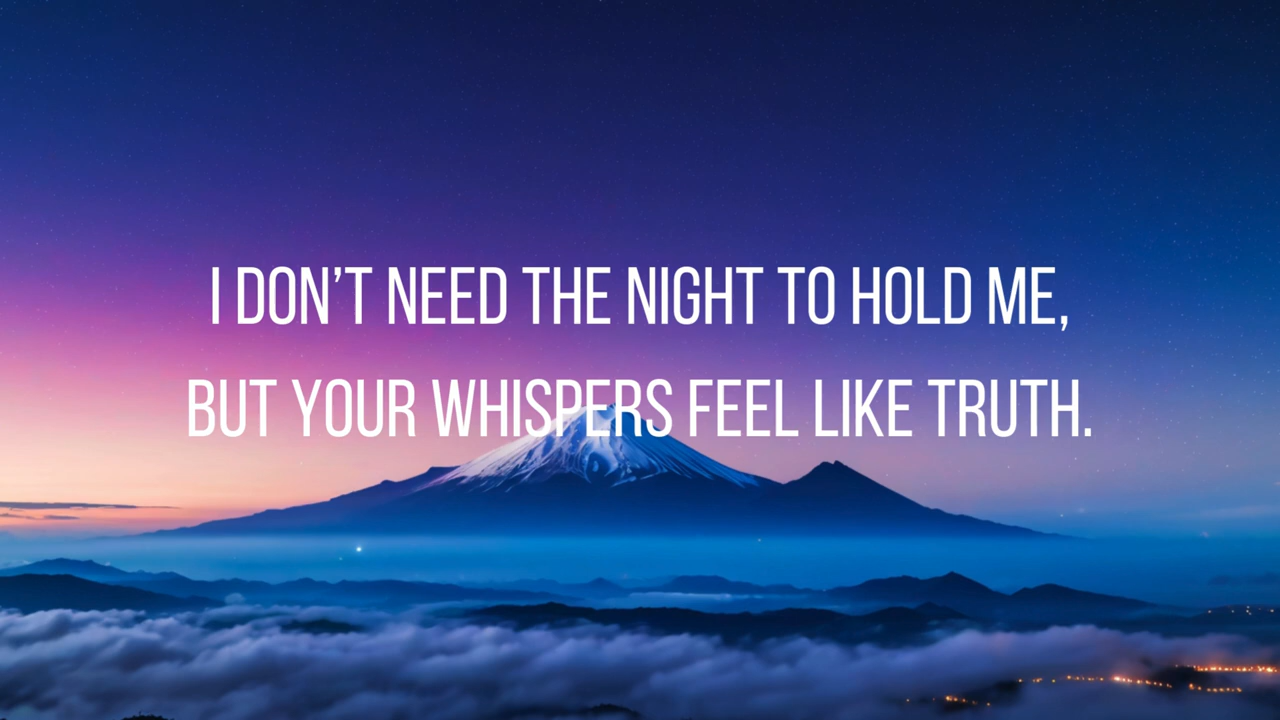 I DON’T NEED THE NIGHT TO HOLD ME,
BUT YOUR WHISPERS FEEL LIKE TRUTH.